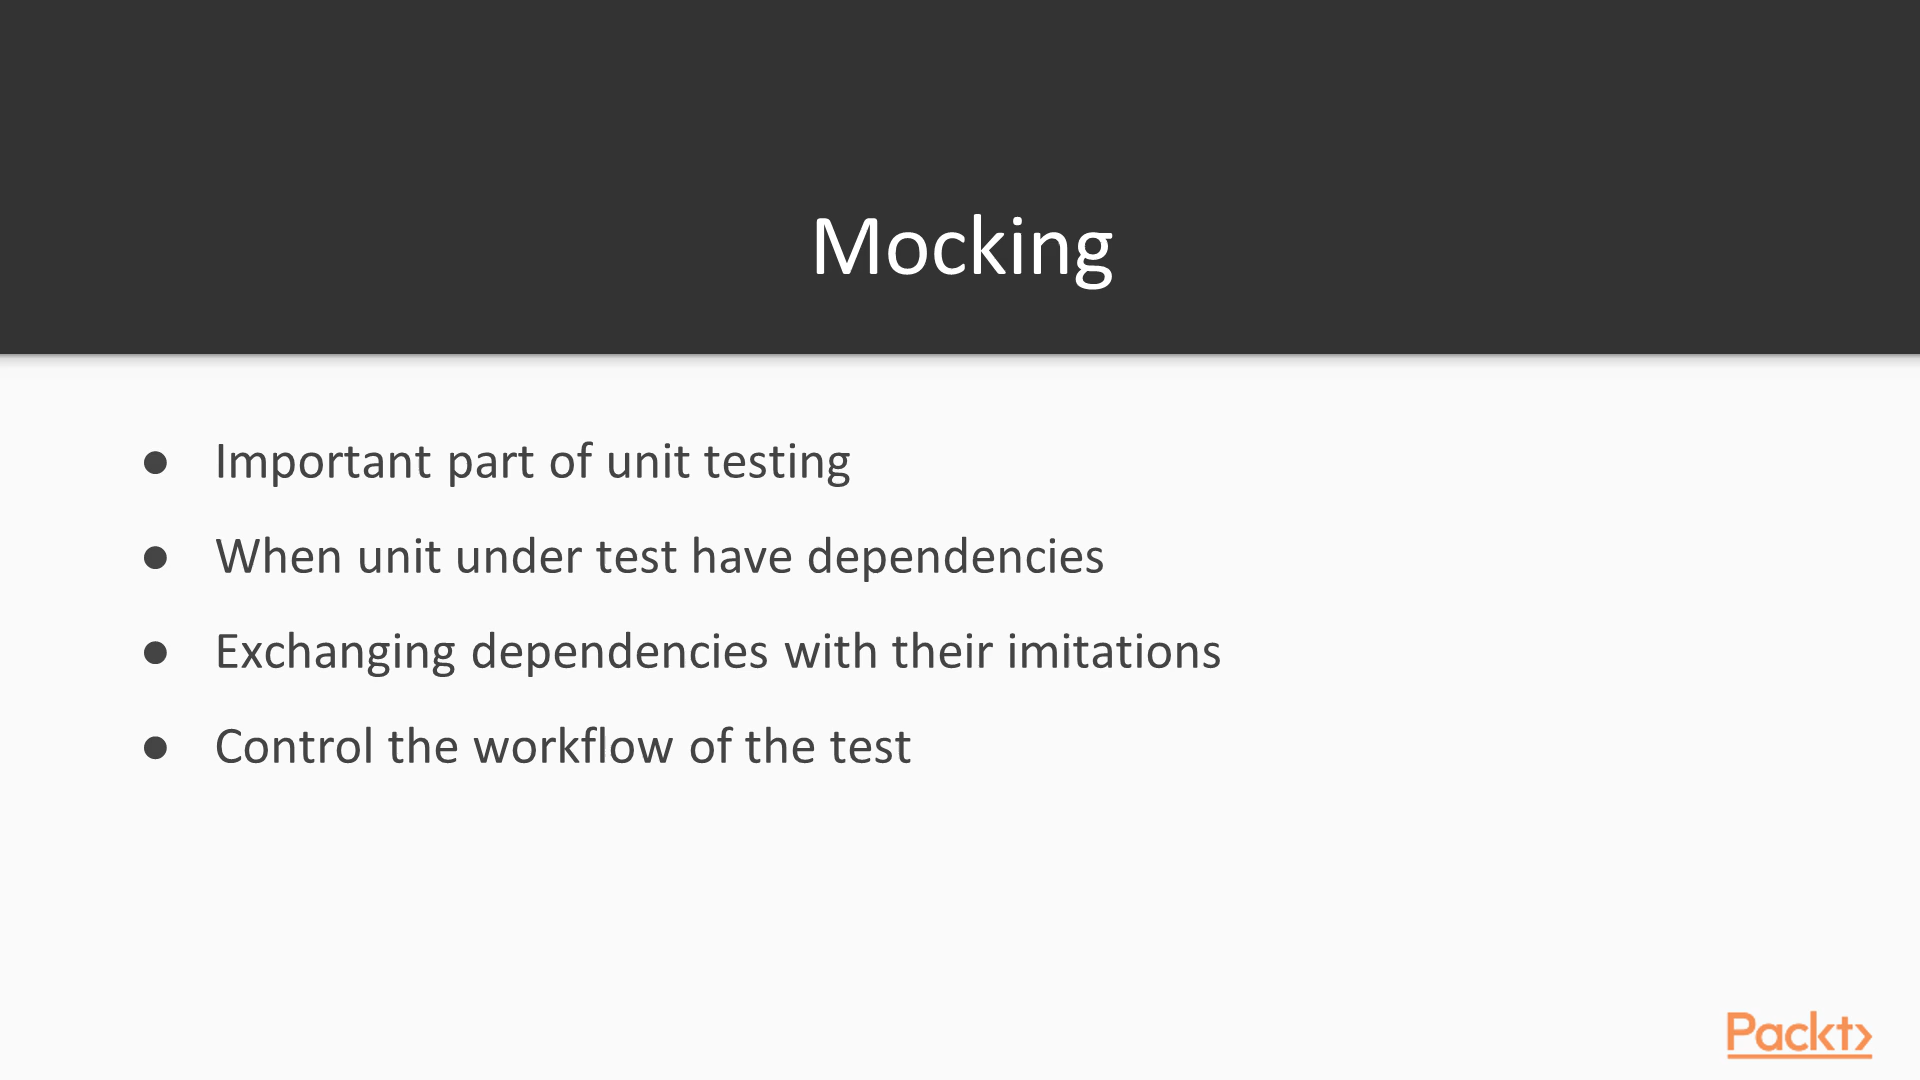 Mocking
● Important part of unit testing
● When unit under test have dependencies
● Exchanging dependencies with their imitations
● Control the workflow of the test
Packt>